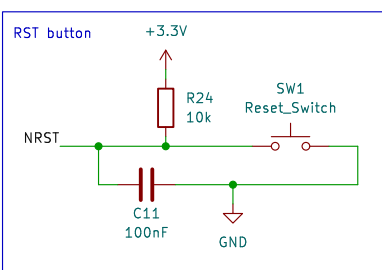 RST button
+3.3V
R24
10k
SW1
Reset_Switch
NRST
C11
100nF
GND